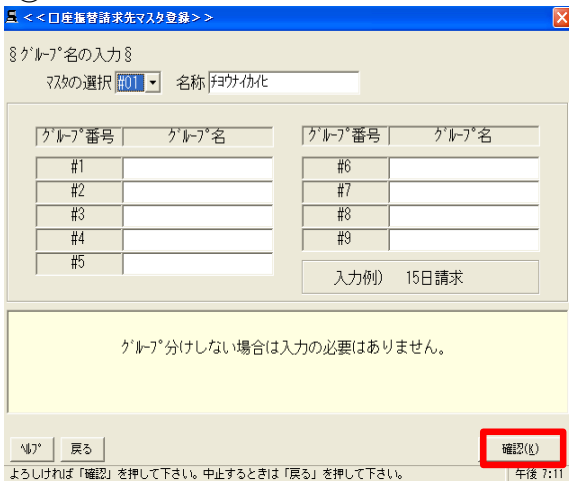 <<口座振替請求先マスタ登録>>
§グループ名の入力§
マスタの選択 #01 名称 チョウナイカイヒ
グループ番号 グループ名 グループ番号 グループ名
#1 #6
#2 #7
#3 #8
#4 #9
#5
入力例) 15日請求
グループ分けしない場合は入力の必要はありません。
ヘルプ 戻る 確認(K)
よろしければ「確認」を押して下さい。中止するときは「戻る」を押して下さい。 午後 7:11